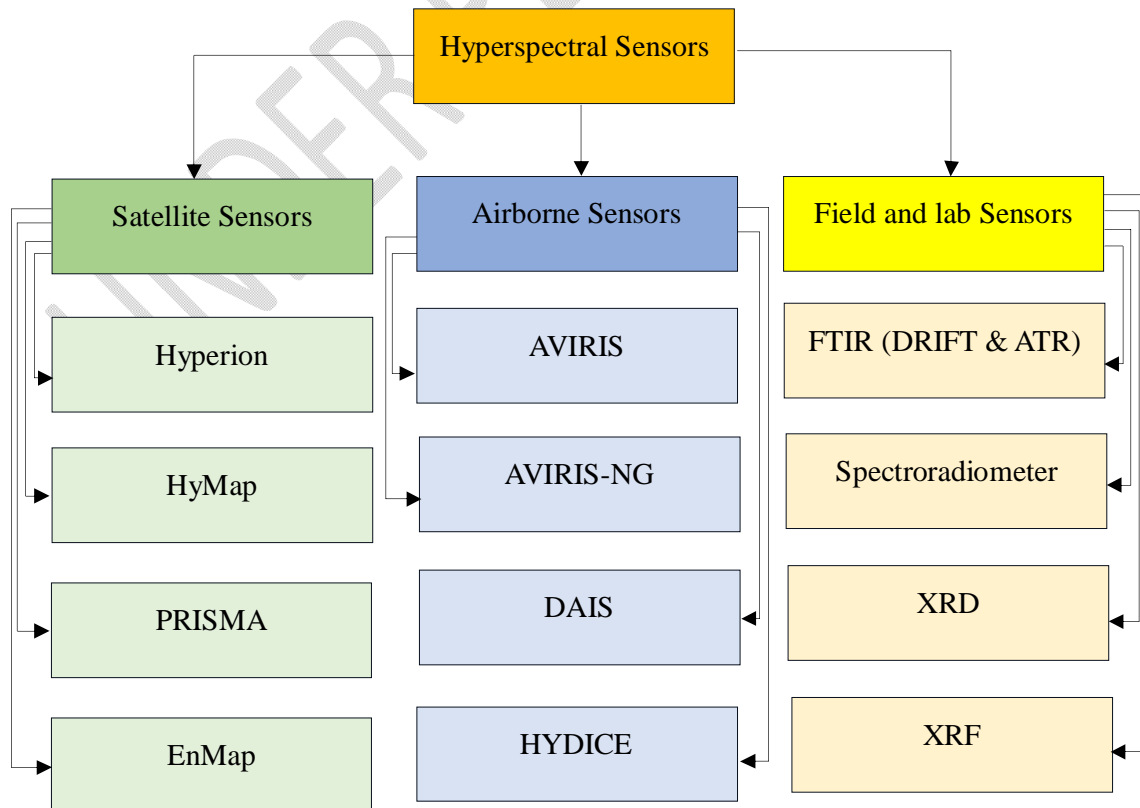 Hyperspectral Sensors
Satellite Sensors
Airborne Sensors
Field and lab Sensors
Hyperion
AVIRIS
FTIR (DRIFT & ATR)
HyMap
AVIRIS-NG
Spectroradiometer
PRISMA
DAIS
XRD
EnMap
HYDICE
XRF
UNDER